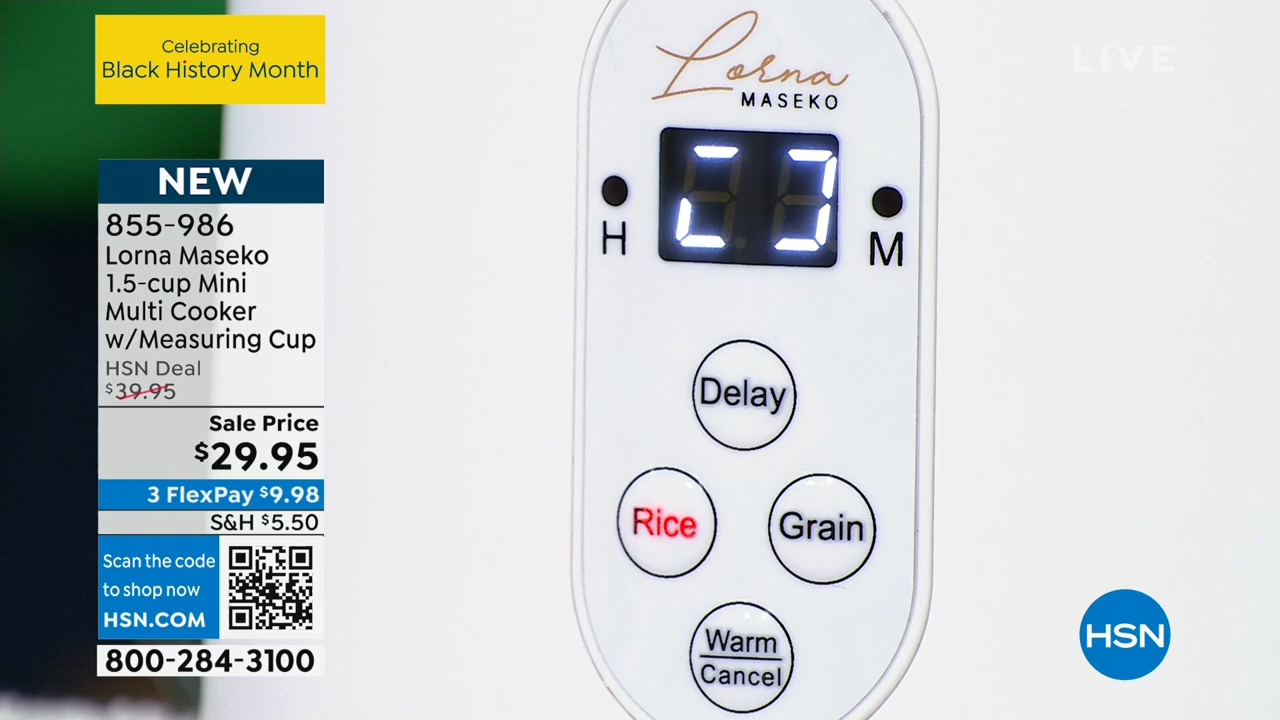 Celebrating
Black History Month
NEW
855-986
Lorna Maseko
1.5-cup Mini
Multi Cooker
w/Measuring Cup
HSN Deal
$39.95
Sale Price
$29.95
3 FlexPay $9.98
S&H $5.50
Scan the code
to shop now
HSN.COM
800-284-3100
Lorna
MASEKO
H
M
Delay
Rice
Grain
Warm
Cancel
LIVE
HSN